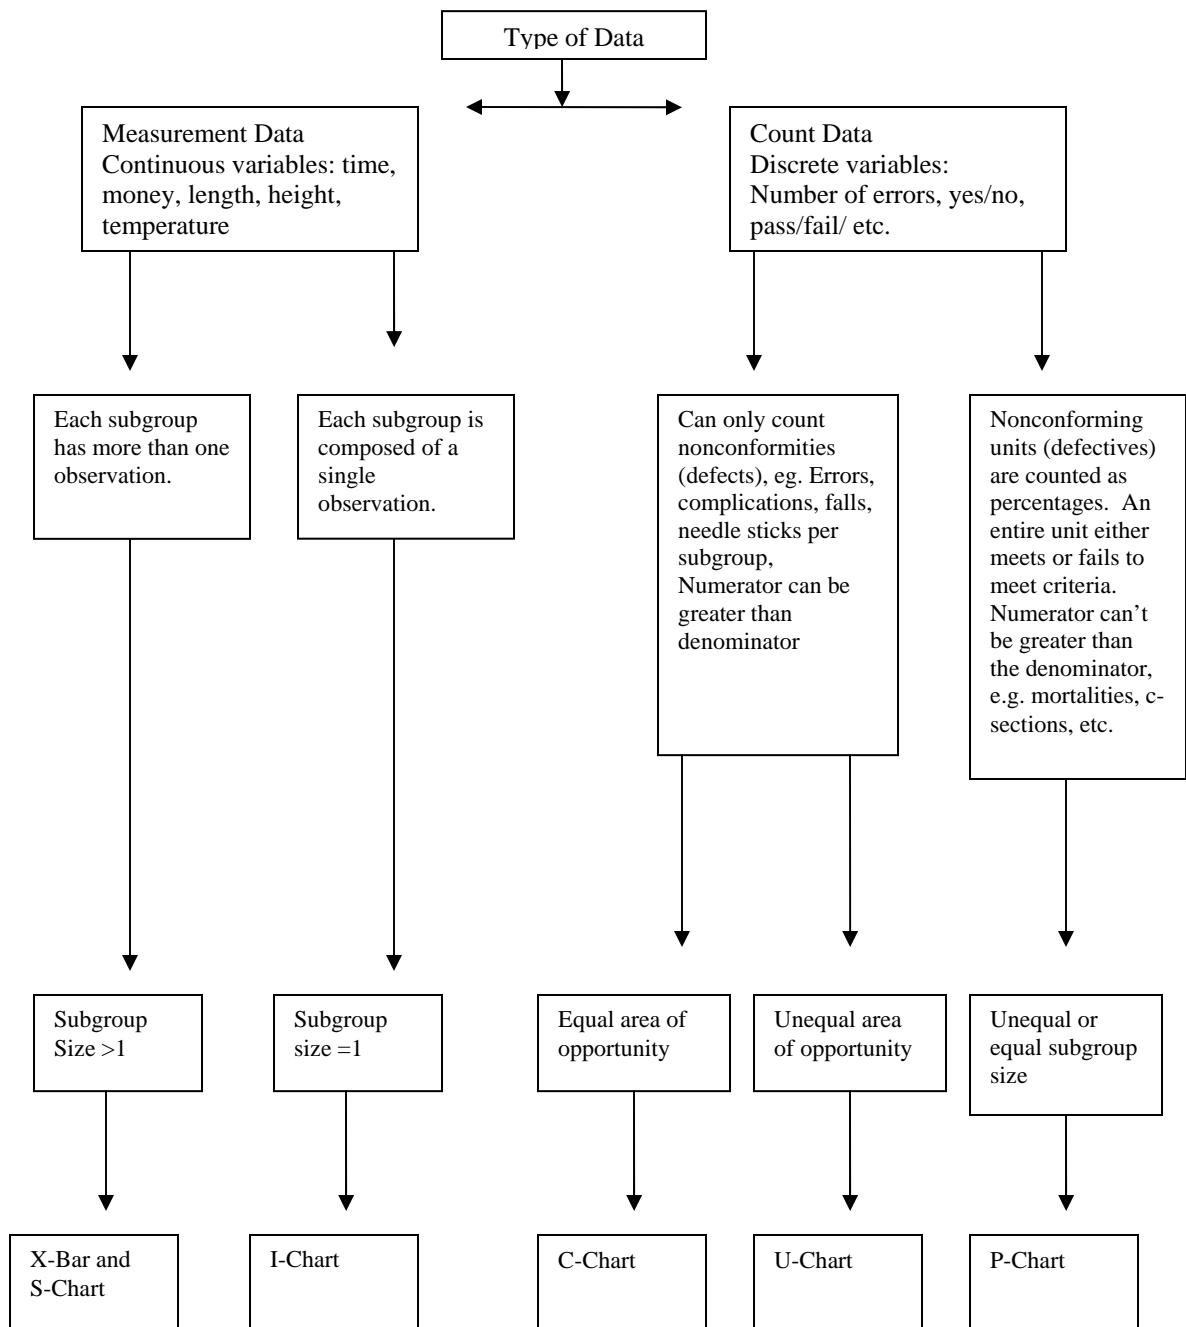 Type of Data
Measurement Data
Continuous variables: time,
money, length, height,
temperature
Count Data
Discrete variables:
Number of errors, yes/no,
pass/fail/ etc.
Each subgroup
has more than one
observation.
Each subgroup is
composed of a
single
observation.
Can only count
nonconformities
(defects), eg. Errors,
complications, falls,
needle sticks per
subgroup,
Numerator can be
greater than
denominator
Nonconforming
units (defectives)
are counted as
percentages.  An
entire unit either
meets or fails to
meet criteria.
Numerator can’t
be greater than
the denominator,
e.g. mortalities, c-
sections, etc.
Subgroup
Size >1
Subgroup
size =1
Equal area of
opportunity
Unequal area
of opportunity
Unequal or
equal subgroup
size
X-Bar and
S-Chart
I-Chart
C-Chart
U-Chart
P-Chart